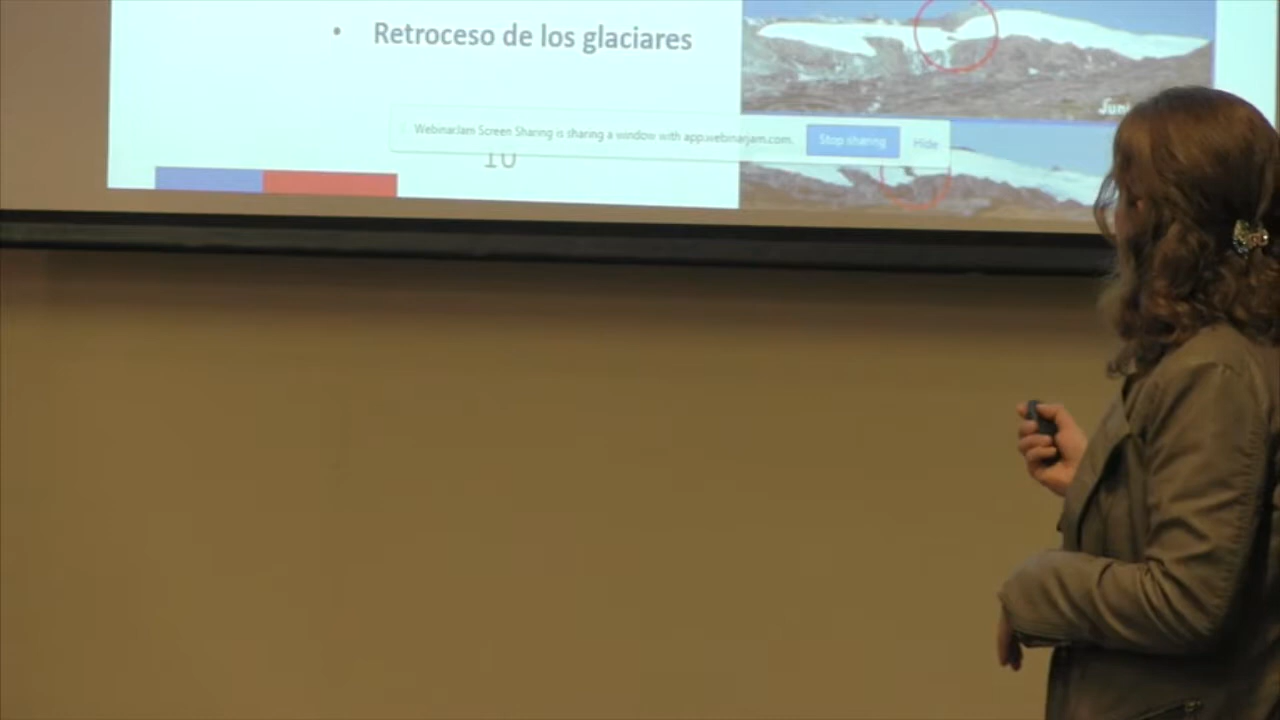 • Retroceso de los glaciares
WebinarJam Screen Sharing is sharing a window with app.webinarjam.com. Stop sharing Hide
10